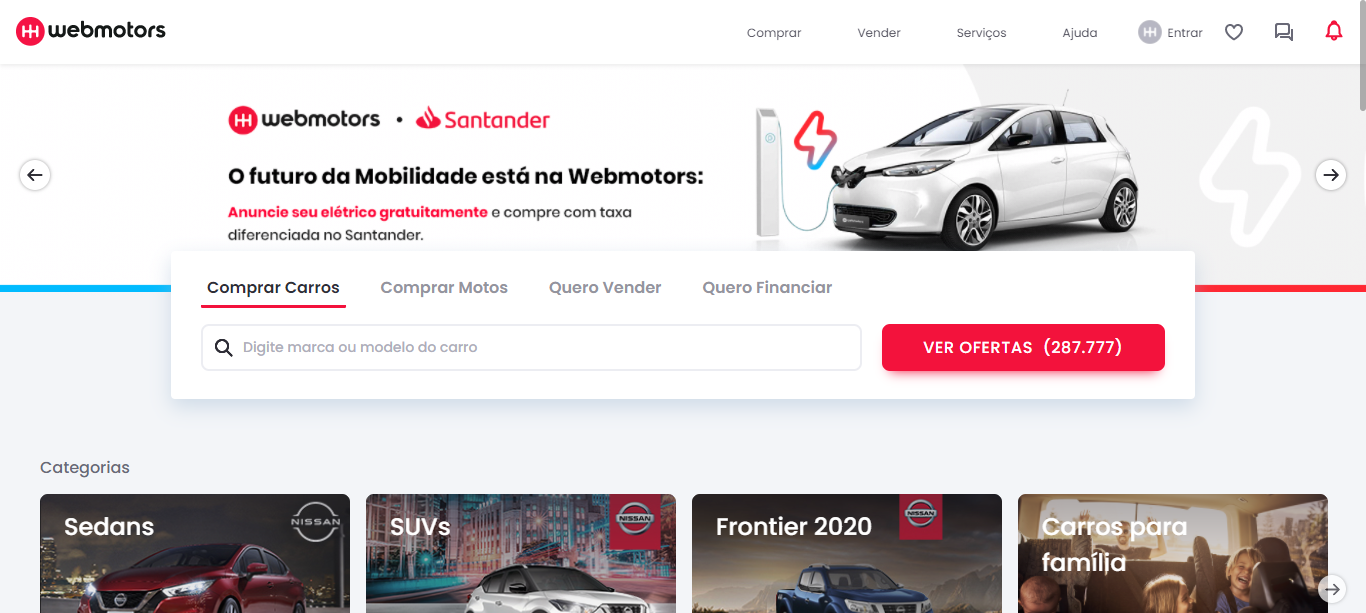 webmotors
Comprar
Vender
Serviços
Ajuda
Entrar
webmotors • Santander
O futuro da Mobilidade está na Webmotors:
Anuncie seu elétrico gratuitamente e compre com taxa
diferenciada no Santander.
Comprar Carros
Comprar Motos
Quero Vender
Quero Financiar
Digite marca ou modelo do carro
VER OFERTAS (287.777)
Categorias
Sedans
NISSAN
SUVs
NISSAN
Frontier 2020
NISSAN
Carros para
família